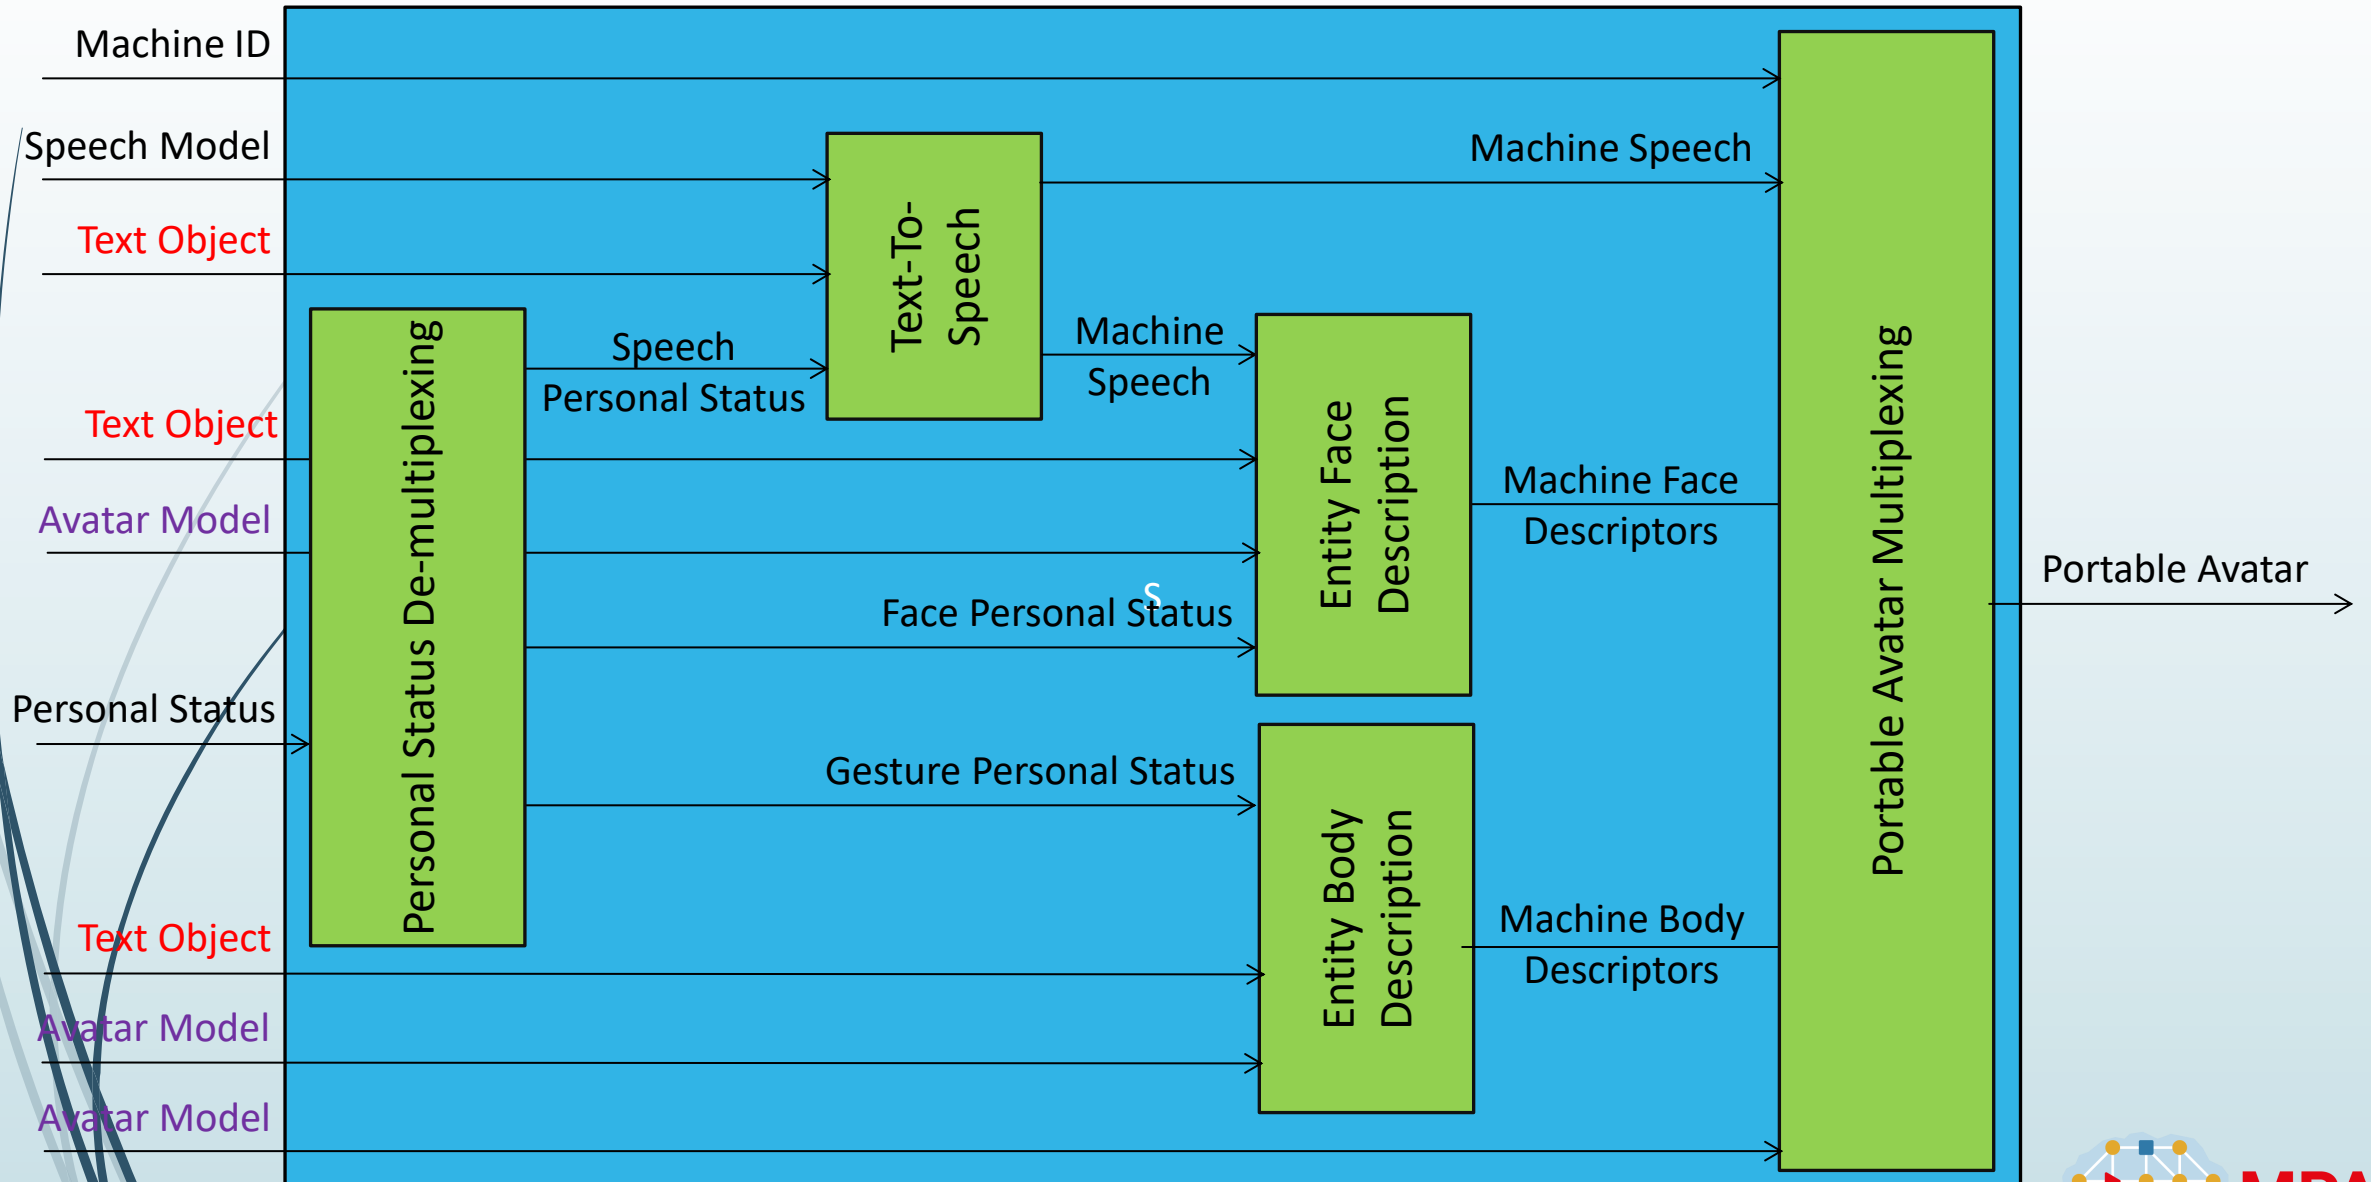 Machine ID
Speech Model
Machine Speech
Text Object
Text-To-
Speech
Speech
Personal Status
Machine
Speech
Text Object
Avatar Model
Personal Status De-multiplexing
Entity Face
Description
Machine Face
Descriptors
Portable Avatar Multiplexing
Portable Avatar
S
Face Personal Status
Personal Status
Gesture Personal Status
Entity Body
Description
Machine Body
Descriptors
Text Object
Avatar Model
Avatar Model